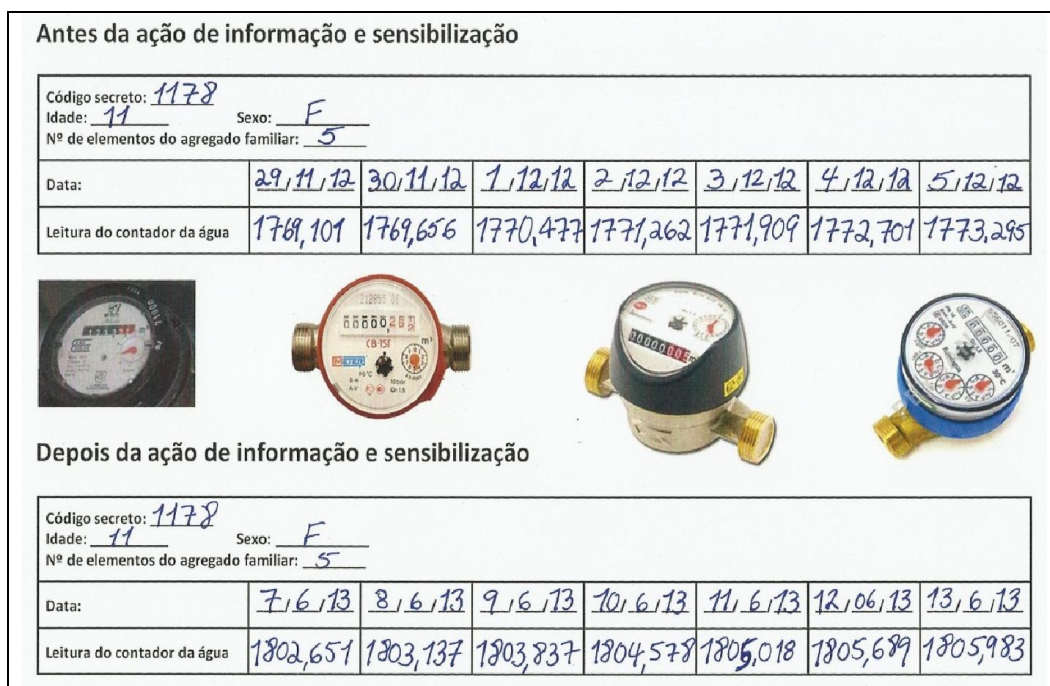 Antes da ação de informação e sensibilização
Código secreto: 1178
Idade: 11 Sexo: F
Nº de elementos do agregado familiar: 5
Data: 29/11/12 30/11/12 1/12/12 2/12/12 3/12/12 4/12/12 5/12/12
Leitura do contador da água 1769,101 1769,656 1770,477 1771,262 1771,909 1772,701 1773,295
CB-15I
m³
Depois da ação de informação e sensibilização
Código secreto: 1178
Idade: 11 Sexo: F
Nº de elementos do agregado familiar: 5
Data: 7/6/13 8/6/13 9/6/13 10/6/13 11/6/13 12/06/13 13/6/13
Leitura do contador da água 1802,651 1803,137 1803,837 1804,578 1805,018 1805,689 1805,983